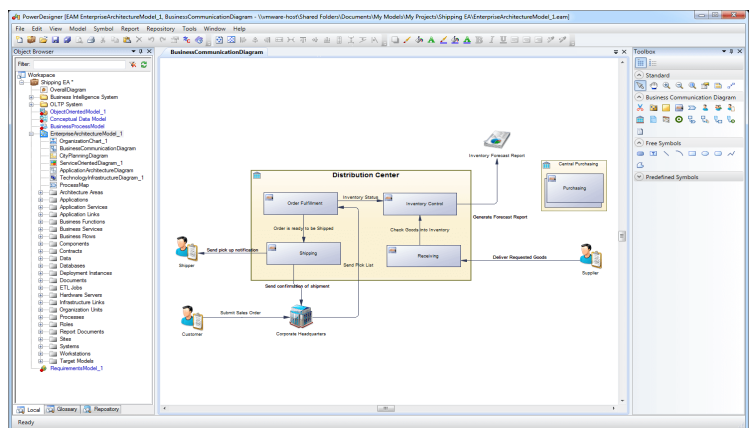 PowerDesigner [EAM EnterpriseArchitectureModel_1, BusinessCommunicationDiagram - \\vmware-host\Shared Folders\Documents\My Models\My Projects\Shipping EA\EnterpriseArchitectureModel_1.eam]
File Edit View Model Symbol Report Repository Tools Window Help
Object Browser
BusinessCommunicationDiagram
Toolbox
Filter:
Workspace
Shipping EA *
OverallDiagram
Business Intelligence System
OLTP System
ObjectOrientedModel_1
Conceptual Data Model
BusinessProcessModel
EnterpriseArchitectureModel_1
OrganizationChart_1
BusinessCommunicationDiagram
CityPlanningDiagram
ServiceOrientedDiagram_1
ApplicationArchitectureDiagram
TechnologyInfrastructureDiagram_1
ProcessMap
Architecture Areas
Applications
Application Services
Application Links
Business Functions
Business Services
Business Flows
Components
Contracts
Data
Databases
Deployment Instances
Documents
ETL Jobs
Hardware Servers
Infrastructure Links
Organization Units
Processes
Roles
Report Documents
Sites
Systems
Workstations
Target Models
RequirementsModel_1
Local Glossary Repository
Inventory Forecast Report
Distribution Center
Central Purchasing
Purchasing
Order Fulfillment
Inventory Status
Inventory Control
Generate Forecast Report
Order is ready to be Shipped
Check Goods into Inventory
Send pick up notification
Shipping
Send Pick List
Receiving
Deliver Requested Goods
Shipper
Supplier
Send confirmation of shipment
Submit Sales Order
Customer
Corporate Headquarters
Standard
Business Communication Diagram
Free Symbols
Predefined Symbols
Ready